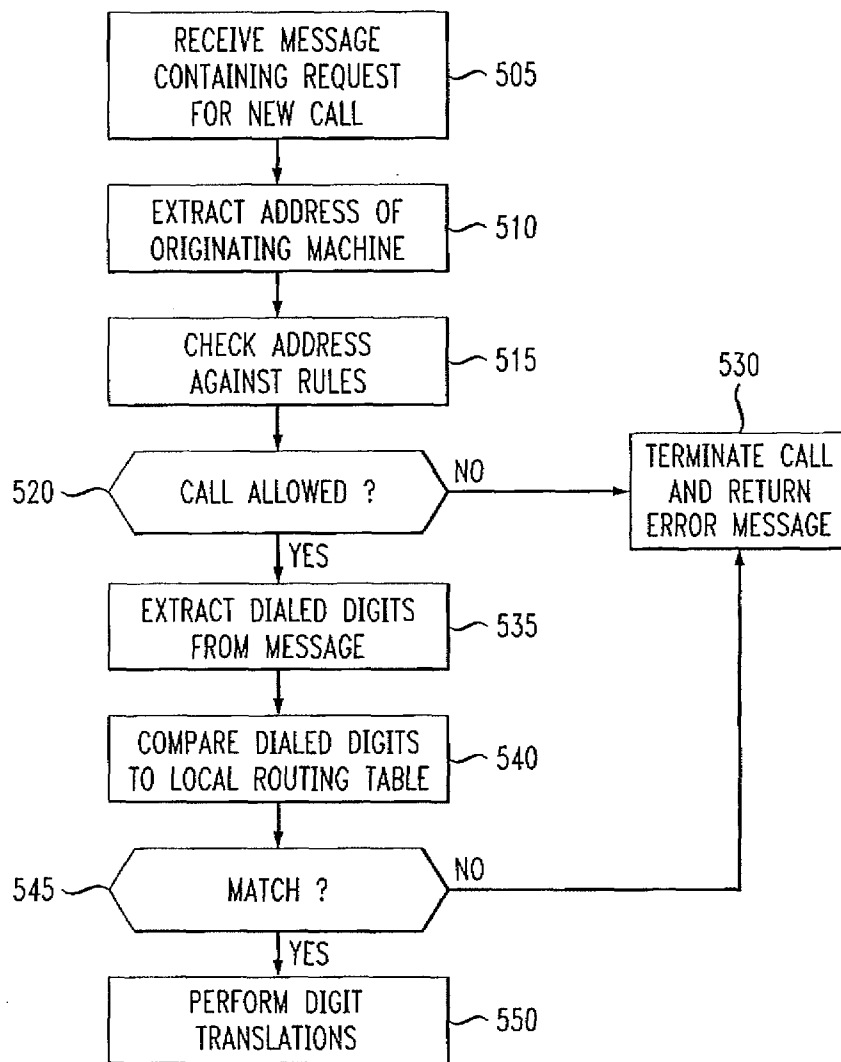 RECEIVE MESSAGE
CONTAINING REQUEST
FOR NEW CALL
505
EXTRACT ADDRESS OF
ORIGINATING MACHINE
510
CHECK ADDRESS
AGAINST RULES
515
520
CALL ALLOWED ?
NO
YES
530
TERMINATE CALL
AND RETURN
ERROR MESSAGE
EXTRACT DIALED DIGITS
FROM MESSAGE
535
COMPARE DIALED DIGITS
TO LOCAL ROUTING TABLE
540
545
MATCH ?
NO
YES
PERFORM DIGIT
TRANSLATIONS
550